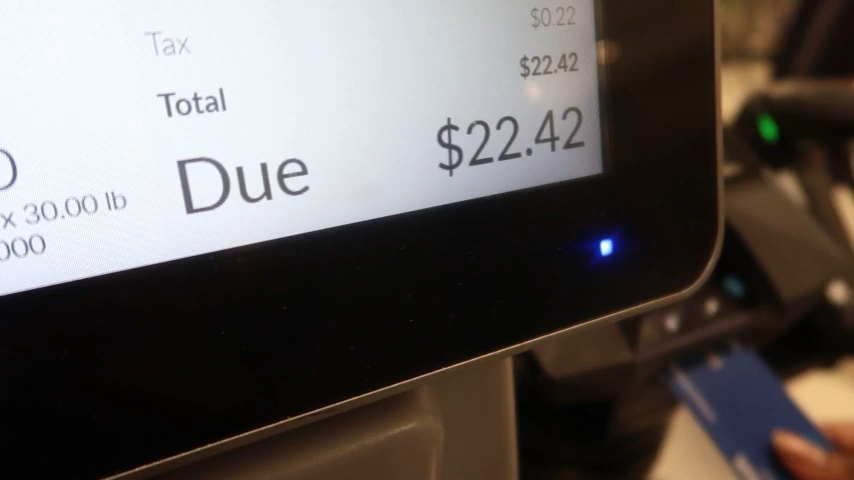 Tax $0.22
Total $22.42
Due $22.42
x 30.00 lb
000